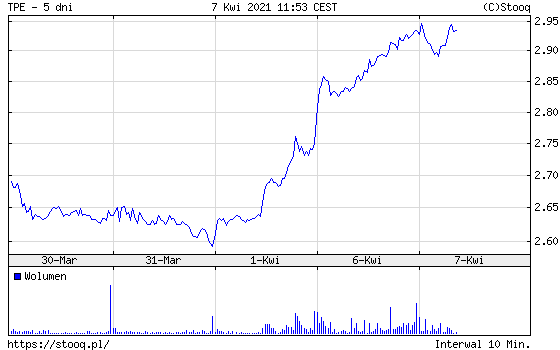 TPE - 5 dni 7 Kwi 2021 11:53 CEST (C)Stooq
2.95
2.90
2.85
2.80
2.75
2.70
2.65
2.60
30-Mar 31-Mar 1-Kwi 6-Kwi 7-Kwi
Wolumen
https://stooq.pl/ Interwal 10 Min.